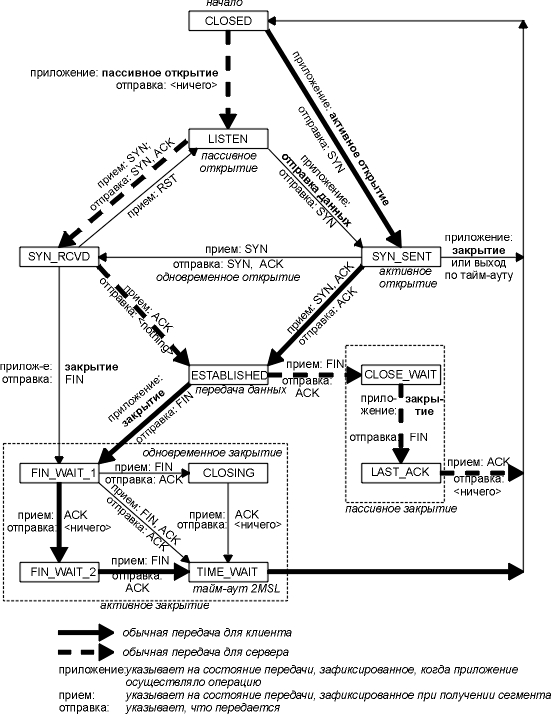 начало
CLOSED
приложение: пассивное открытие
отправка: <ничего>
приложение: активное открытие
отправка: SYN
LISTEN
пассивное
открытие
прием: SYN;
отправка: SYN, ACK
прием: RST
приложение:
отправка данных
отправка: SYN
SYN_RCVD
прием: SYN
отправка: SYN, ACK
одновременное открытие
SYN_SENT
активное
открытие
приложение:
закрытие
или выход
по тайм-ауту
прием: ACK
отправка: <nothing>
прием: SYN, ACK
отправка: ACK
прилож-е: закрытие
отправка: FIN
ESTABLISHED
передача данных
прием: FIN
отправка:
ACK
CLOSE_WAIT
прило- закры-
жение: тие
отправка: FIN
LAST_ACK
пассивное закрытие
прием: ACK
отправка:
<ничего>
приложение:
закрытие
отправка: FIN
одновременное закрытие
FIN_WAIT_1
прием: FIN
отправка: ACK
CLOSING
прием: ACK
отправка: <ничего>
прием: FIN, ACK
отправка:
ACK
прием: ACK
отправка: <ничего>
FIN_WAIT_2
прием: FIN
отправка:
ACK
TIME_WAIT
тайм-аут 2MSL
активное закрытие
обычная передача для клиента
обычная передача для сервера
приложение:указывает на состояние передачи, зафиксированное, когда приложение
осуществляло операцию
прием: указывает на состояние передачи, зафиксированное при получении сегмента
отправка: указывает, что передается